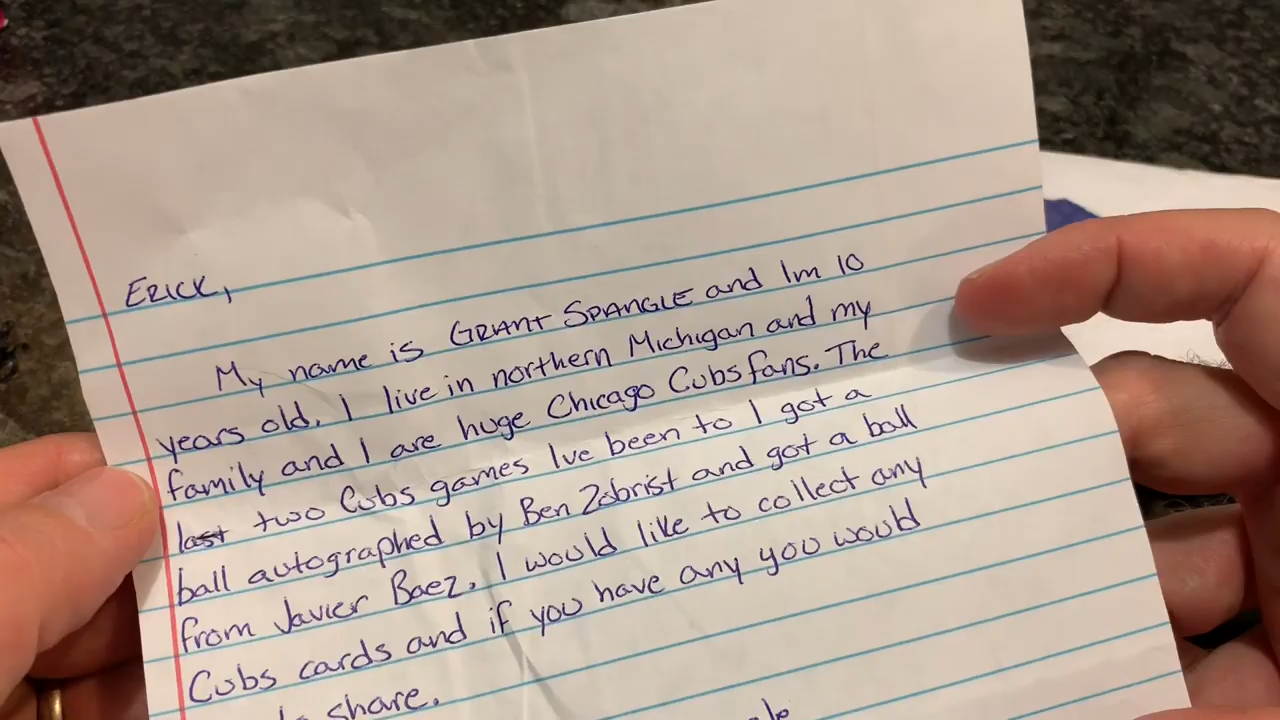 ERICK,
My name is GRANT SPANGLE and Im 10
years old. I live in northern Michigan and my
family and I are huge Chicago Cubs fans. The
last two Cubs games Ive been to I got a
ball autographed by Ben Zobrist and got a ball
from Javier Baez. I would like to collect any
Cubs cards and if you have any you would
share.